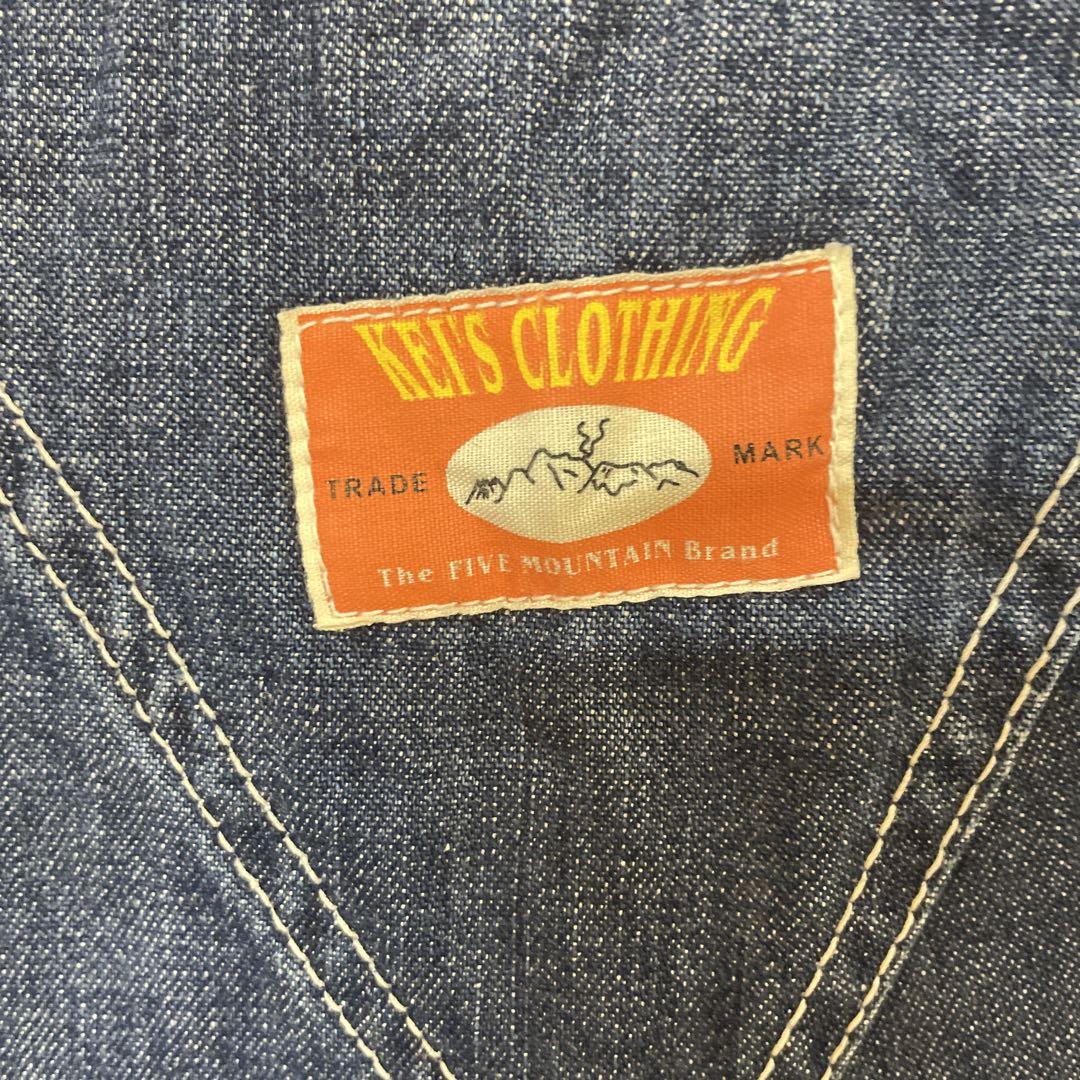 KEI'S CLOTHING
TRADE MARK
The FIVE MOUNTAIN Brand